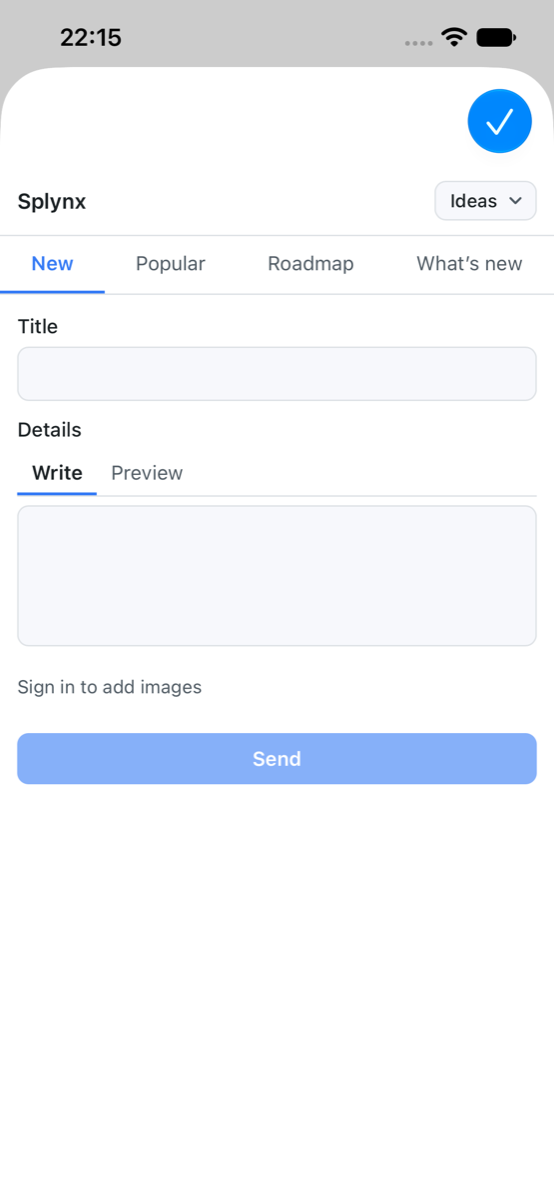 22:15
Splynx
Ideas
New Popular Roadmap What's new
Title
Details
Write Preview
Sign in to add images
Send